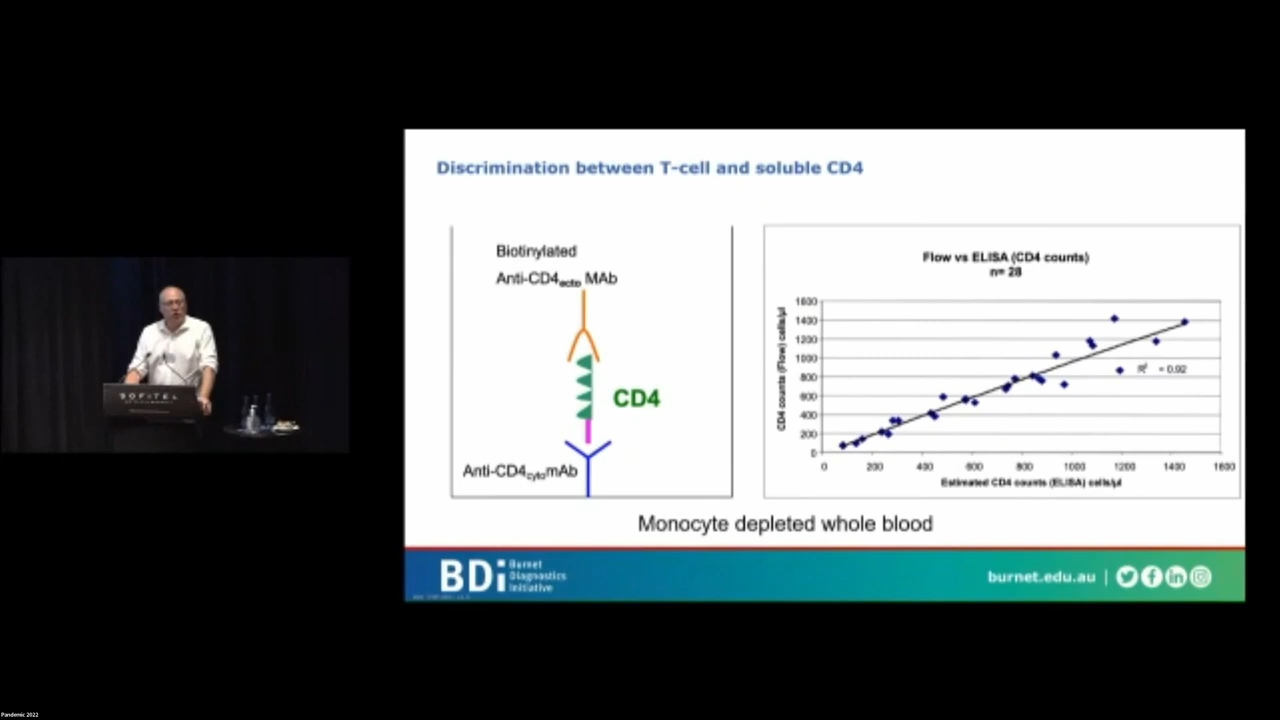 Discrimination between T-cell and soluble CD4
Biotinylated
Anti-CD4ecto MAb
CD4
Anti-CD4cytomAb
Flow vs ELISA (CD4 counts)
n= 28
CD4 counts (Flow) cells/µl
1600
1400
1200
1000
800
600
400
200
0
R² = 0.92
0 200 400 600 800 1000 1200 1400 1600
Estimated CD4 counts (ELISA) cells/µl
Monocyte depleted whole blood
BDi Burnet
Diagnostics
Initiative
burnet.edu.au
SOFITEL
Pandemic 2022